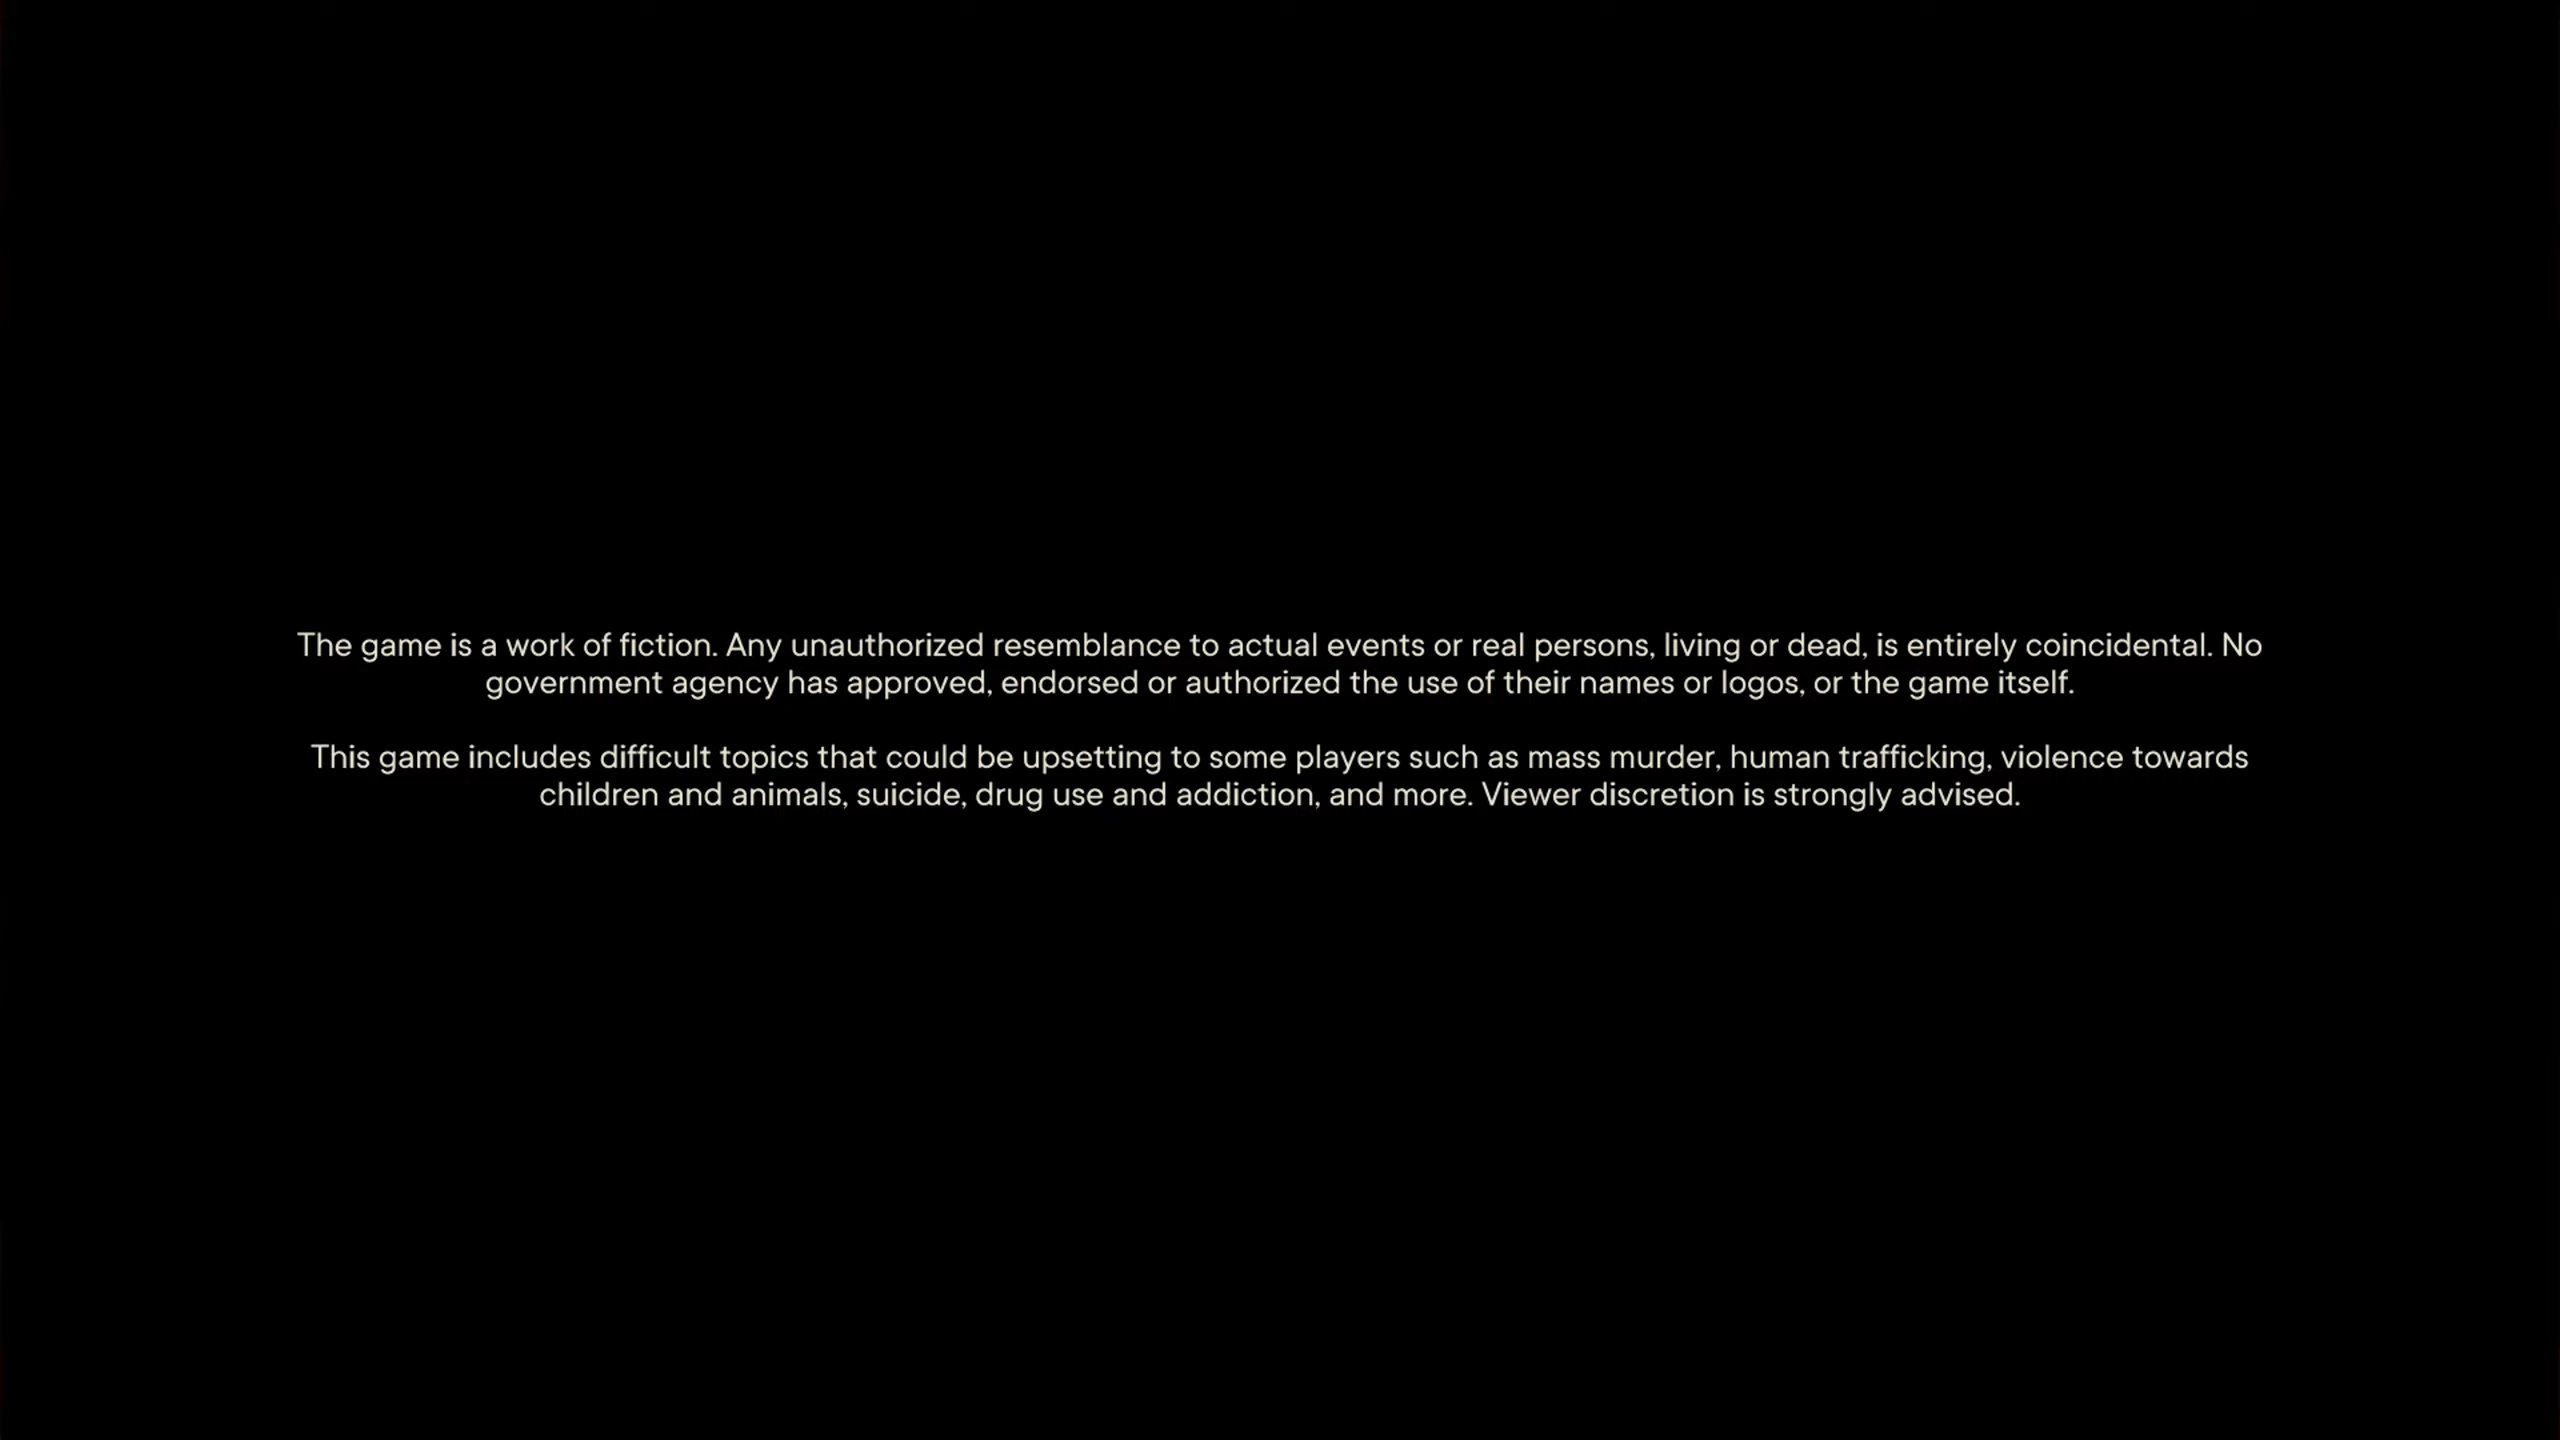 The game is a work of fiction. Any unauthorized resemblance to actual events or real persons, living or dead, is entirely coincidental. No
government agency has approved, endorsed or authorized the use of their names or logos, or the game itself.
This game includes difficult topics that could be upsetting to some players such as mass murder, human trafficking, violence towards
children and animals, suicide, drug use and addiction, and more. Viewer discretion is strongly advised.